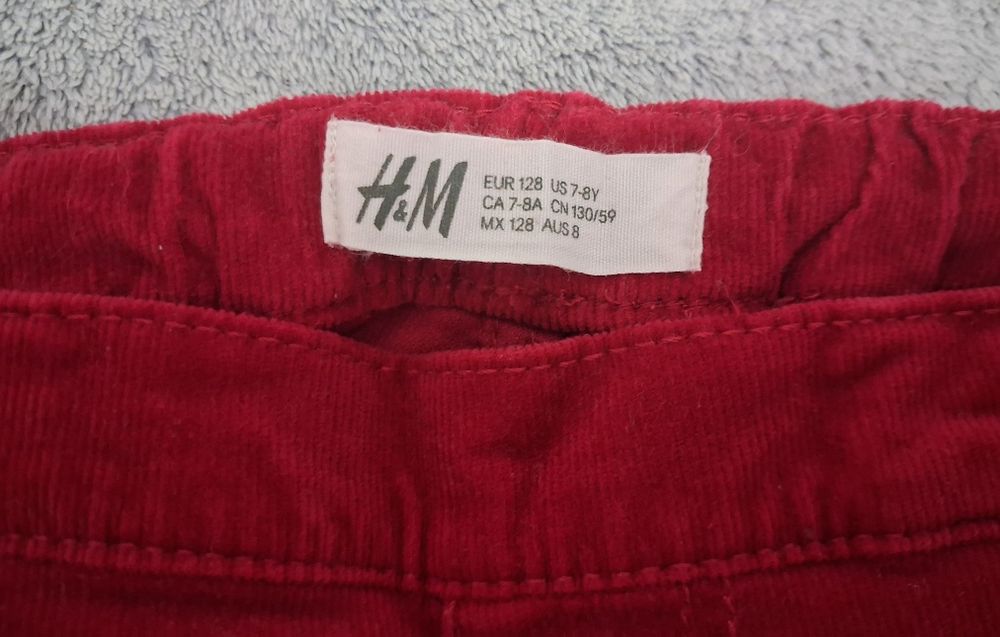 H&M
EUR 128 US 7-8Y
CA 7-8A CN 130/59
MX 128 AUS 8